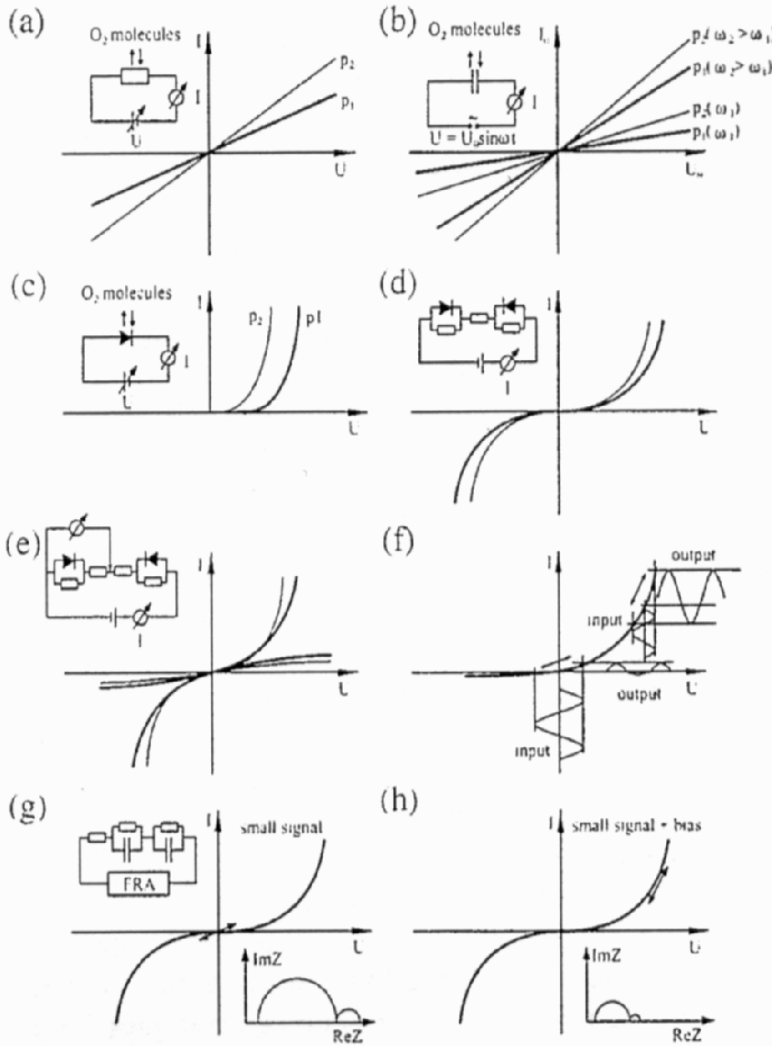 (a)
O₂ molecules
I
I
U
U
p₂
p₁
(b)
O₂ molecules
I
U = U₀sinωt
p₂(ω₂ > ω₁)
p₁(ω₂ > ω₁)
p₂(ω₁)
p₁(ω₁)
(c)
O₂ molecules
I
I
U
U
p₂
p1
(d)
I
I
U
(e)
I
I
U
(f)
I
output
input
U
output
input
(g)
I
small signal
FRA
U
ImZ
ReZ
(h)
I
small signal + bias
U
ImZ
ReZ